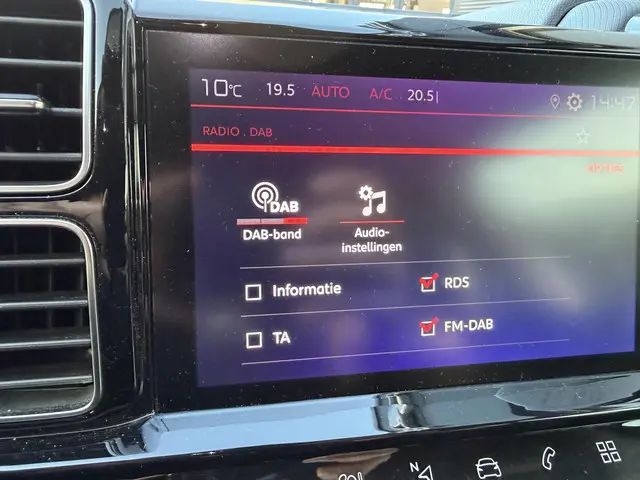 10°C 19.5 AUTO A/C 20.5 14:47
RADIO . DAB
OPTIES
DAB
DAB-band
Audio-
instellingen
Informatie
RDS
TA
FM-DAB
N